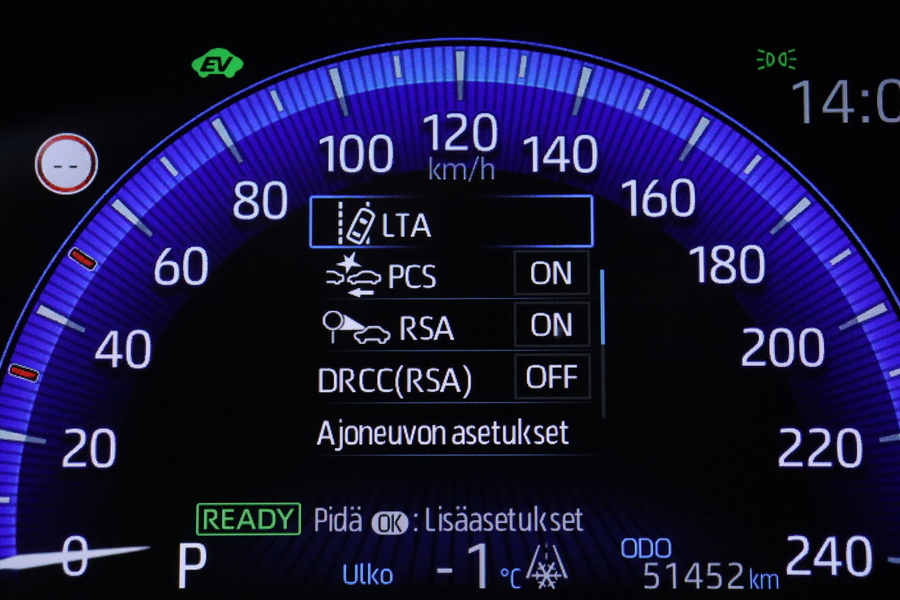 EV
14:0
--
120
100
140
km/h
80
160
LTA
60
180
PCS ON
RSA ON
40
200
DRCC(RSA) OFF
Ajoneuvon asetukset
20
220
READY Pidä OK : Lisäasetukset
0
P
Ulko -1 °C
ODO
51452 km
240